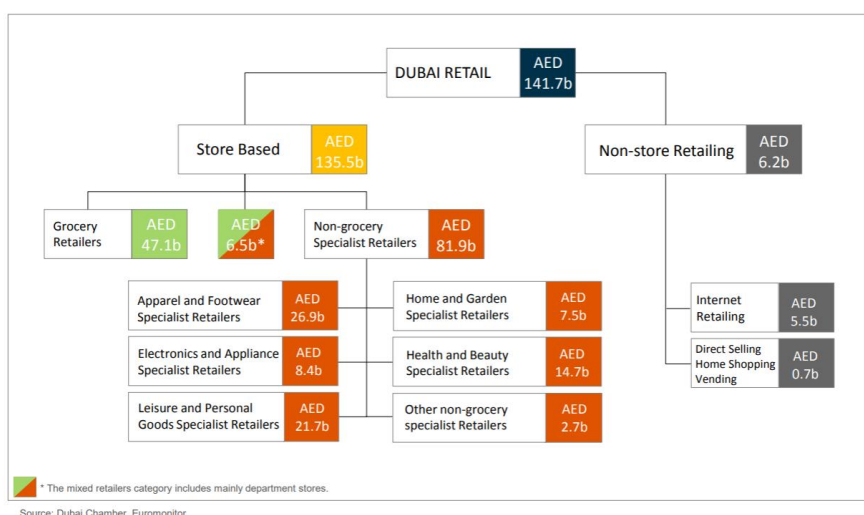 DUBAI RETAIL
AED
141.7b
Store Based
AED
135.5b
Non-store Retailing
AED
6.2b
Grocery
Retailers
AED
47.1b
AED
6.5b*
Non-grocery
Specialist Retailers
AED
81.9b
Apparel and Footwear
Specialist Retailers
AED
26.9b
Home and Garden
Specialist Retailers
AED
7.5b
Internet
Retailing
AED
5.5b
Electronics and Appliance
Specialist Retailers
AED
8.4b
Health and Beauty
Specialist Retailers
AED
14.7b
Direct Selling
Home Shopping
Vending
AED
0.7b
Leisure and Personal
Goods Specialist Retailers
AED
21.7b
Other non-grocery
specialist Retailers
AED
2.7b
* The mixed retailers category includes mainly department stores.
Source: Dubai Chamber, Euromonitor